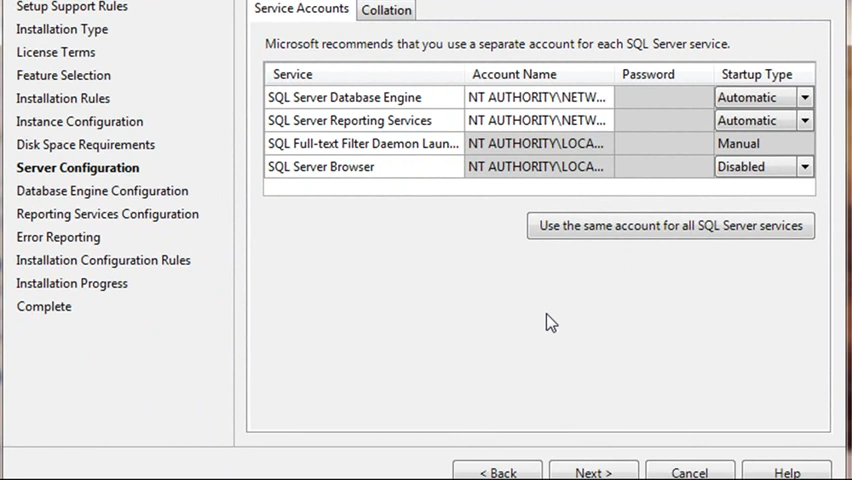 Setup Support Rules
Installation Type
License Terms
Feature Selection
Installation Rules
Instance Configuration
Disk Space Requirements
Server Configuration
Database Engine Configuration
Reporting Services Configuration
Error Reporting
Installation Configuration Rules
Installation Progress
Complete
Service Accounts Collation
Microsoft recommends that you use a separate account for each SQL Server service.
Service Account Name Password Startup Type
SQL Server Database Engine NT AUTHORITY\NETW... Automatic
SQL Server Reporting Services NT AUTHORITY\NETW... Automatic
SQL Full-text Filter Daemon Laun... NT AUTHORITY\LOCA... Manual
SQL Server Browser NT AUTHORITY\LOCA... Disabled
Use the same account for all SQL Server services
< Back Next > Cancel Help